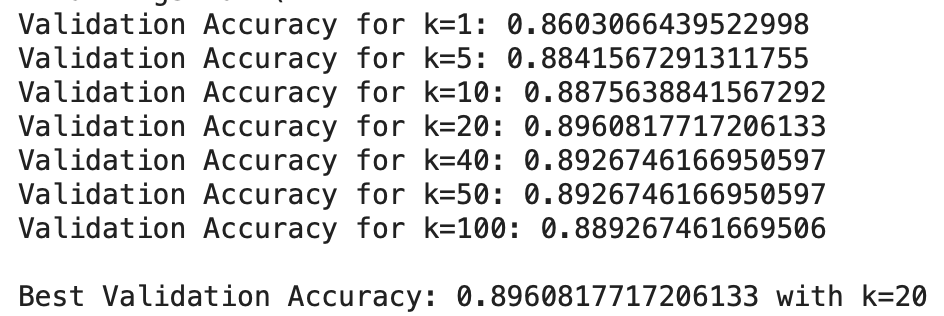 Validation Accuracy for k=1: 0.8603066439522998
Validation Accuracy for k=5: 0.8841567291311755
Validation Accuracy for k=10: 0.8875638841567292
Validation Accuracy for k=20: 0.8960817717206133
Validation Accuracy for k=40: 0.8926746166950597
Validation Accuracy for k=50: 0.8926746166950597
Validation Accuracy for k=100: 0.889267461669506
Best Validation Accuracy: 0.8960817717206133 with k=20